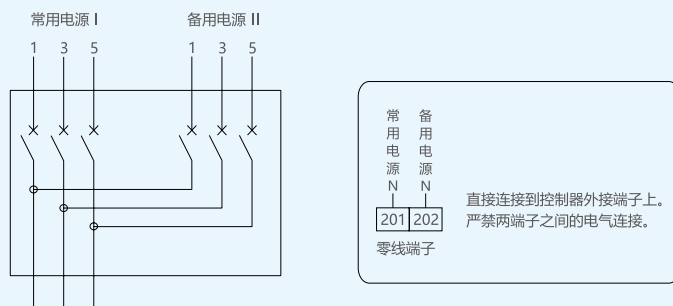 常用电源 I
备用电源 II
1 3 5
1 3 5
常用电源N
备用电源N
201 202
零线端子
直接连接到控制器外接端子上。
严禁两端子之间的电气连接。